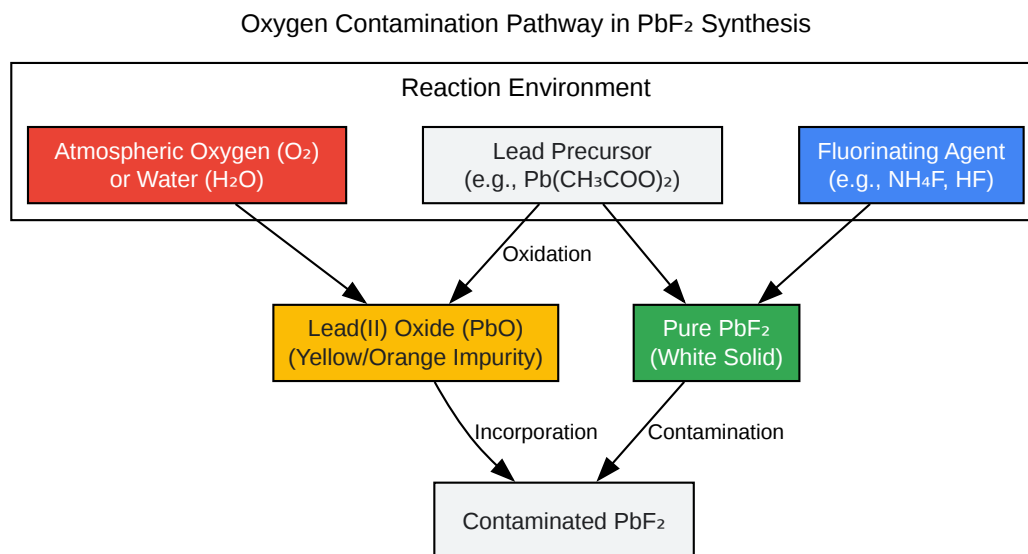 Oxygen Contamination Pathway in PbF₂ Synthesis
Reaction Environment
Atmospheric Oxygen (O₂)
or Water (H₂O)
Lead Precursor
(e.g., Pb(CH₃COO)₂)
Fluorinating Agent
(e.g., NH₄F, HF)
Oxidation
Lead(II) Oxide (PbO)
(Yellow/Orange Impurity)
Pure PbF₂
(White Solid)
Incorporation
Contamination
Contaminated PbF₂